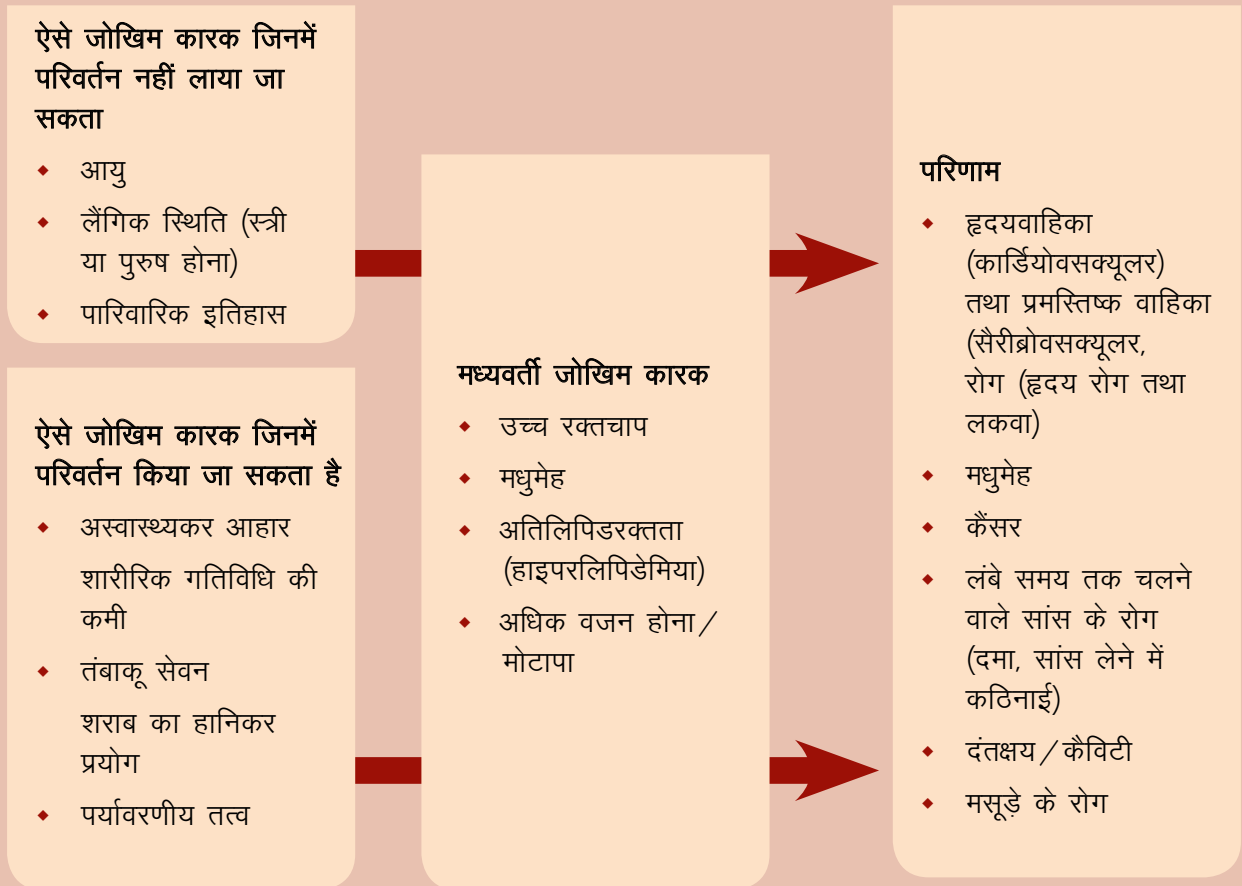 ऐसे जोखिम कारक जिनमें
परिवर्तन नहीं लाया जा
सकता
आयु
लैंगिक स्थिति (स्त्री
या पुरुष होना)
पारिवारिक इतिहास
ऐसे जोखिम कारक जिनमें
परिवर्तन किया जा सकता है
अस्वास्थ्यकर आहार
शारीरिक गतिविधि की
कमी
तंबाकू सेवन
शराब का हानिकर
प्रयोग
पर्यावरणीय तत्व
मध्यवर्ती जोखिम कारक
उच्च रक्तचाप
मधुमेह
अतिलिपिडरक्तता
(हाइपरलिपिडेमिया)
अधिक वजन होना/
मोटापा
परिणाम
हृदयवाहिका
(कार्डियोवसक्यूलर)
तथा प्रमस्तिष्क वाहिका
(सैरीब्रोवसक्यूलर,
रोग (हृदय रोग तथा
लकवा)
मधुमेह
कैंसर
लंबे समय तक चलने
वाले सांस के रोग
(दमा, सांस लेने में
कठिनाई)
दंतक्षय/कैविटी
मसूड़े के रोग